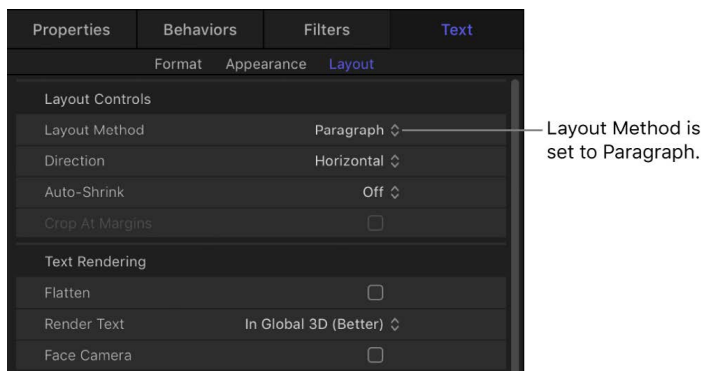 Properties Behaviors Filters Text
Format Appearance Layout
Layout Controls
Layout Method Paragraph
Layout Method is
set to Paragraph.
Direction Horizontal
Auto-Shrink Off
Crop At Margins
Text Rendering
Flatten
Render Text In Global 3D (Better)
Face Camera